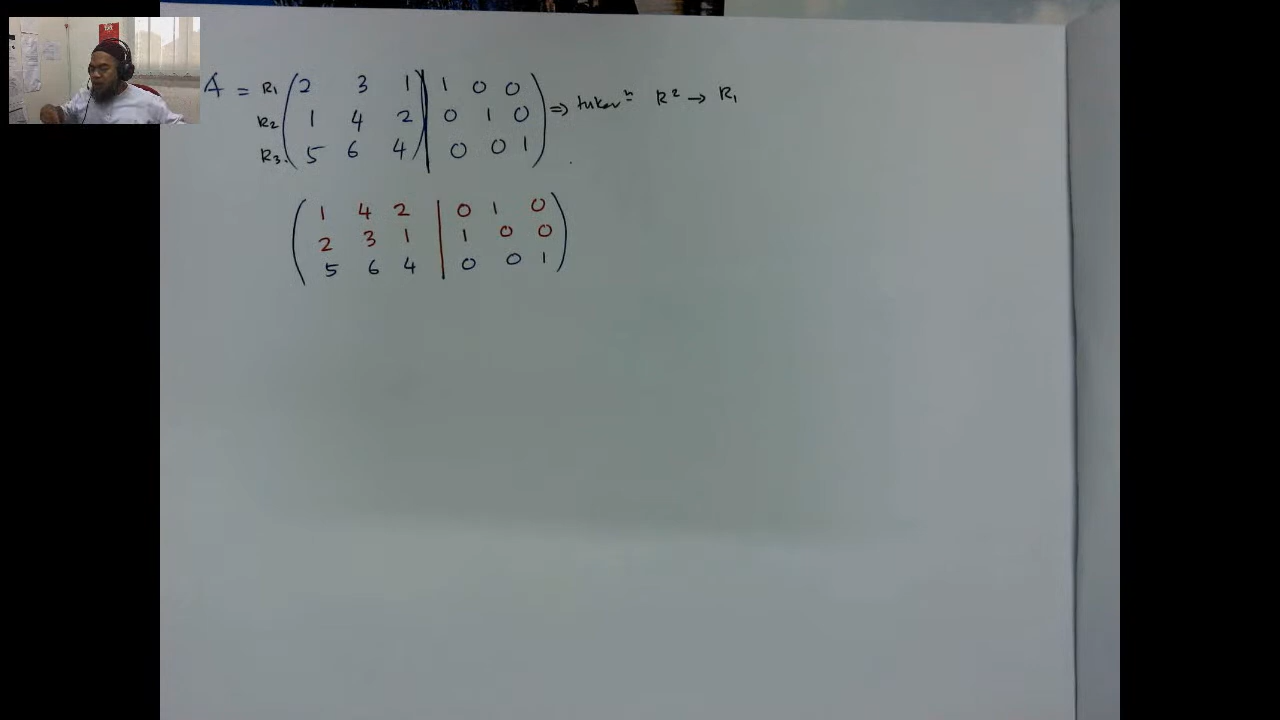 A = R1 ( 2 3 1 | 1 0 0 ) ⇒ tukar² R² → R1
R2 ( 1 4 2 | 0 1 0 )
R3. ( 5 6 4 | 0 0 1 )
( 1 4 2 | 0 1 0 )
( 2 3 1 | 1 0 0 )
( 5 6 4 | 0 0 1 )